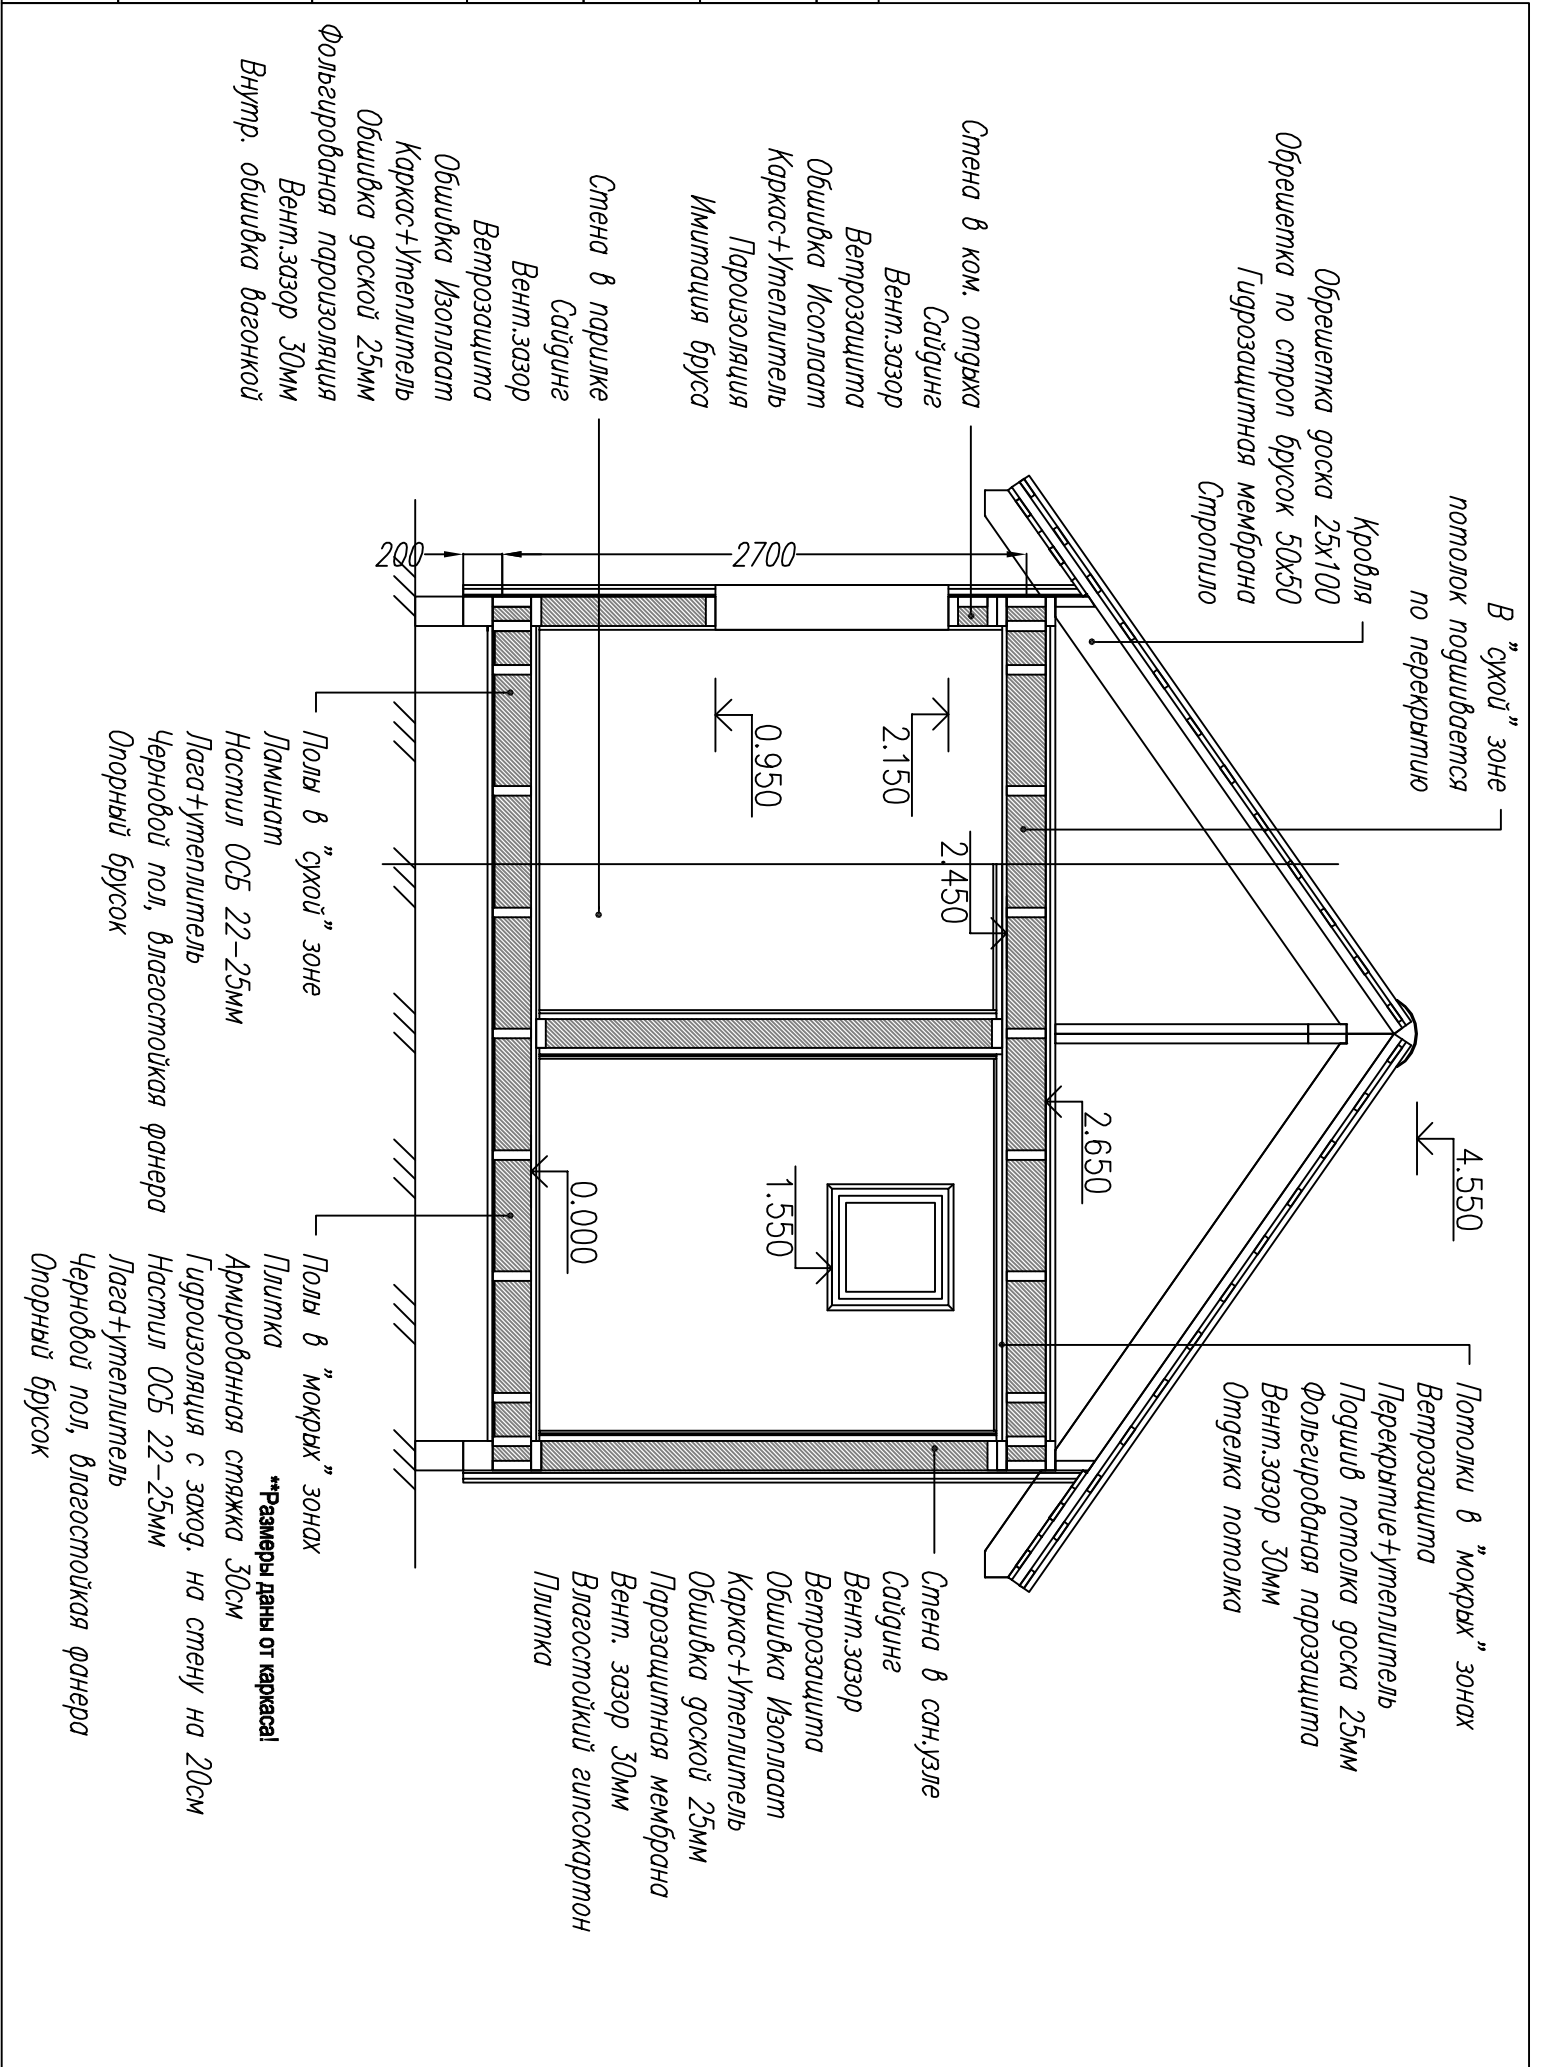 В "сухой" зоне
потолок подшивается
по перекрытию
Кровля
Обрешетка доска 25х100
Обрешетка по строп брусок 50х50
Гидрозащитная мембрана
Стропило
Стена в ком. отдыха
Сайдинг
Вент.зазор
Ветрозащита
Обшивка Исоплаат
Каркас+Утеплитель
Пароизоляция
Имитация бруса
Стена в парилке
Сайдинг
Вент.зазор
Ветрозащита
Обшивка Изоплаат
Каркас+Утеплитель
Обшивка доской 25мм
Фольгированая пароизоляция
Вент.зазор 30мм
Внутр. обшивка вагонкой
4.550
2.650
2.450
2.150
0.950
1.550
0.000
2700
200
Потолки в "мокрых" зонах
Ветрозащита
Перекрытие+утеплитель
Подшив потолка доска 25мм
Фольгированая парозащита
Вент.зазор 30мм
Отделка потолка
Стена в сан.узле
Сайдинг
Вент.зазор
Ветрозащита
Обшивка Изоплаат
Каркас+Утеплитель
Обшивка доской 25мм
Парозащитная мембрана
Вент. зазор 30мм
Влагостойкий гипсокартон
Плитка
Полы в "сухой" зоне
Ламинат
Настил ОСБ 22-25мм
Лага+утеплитель
Черновой пол, влагостойкая фанера
Опорный брусок
Полы в "мокрых" зонах
Плитка
Армированная стяжка 30см
Гидроизоляция с заход. на стену на 20см
Настил ОСБ 22-25мм
Лага+утеплитель
Черновой пол, влагостойкая фанера
Опорный брусок
**Размеры даны от каркаса!